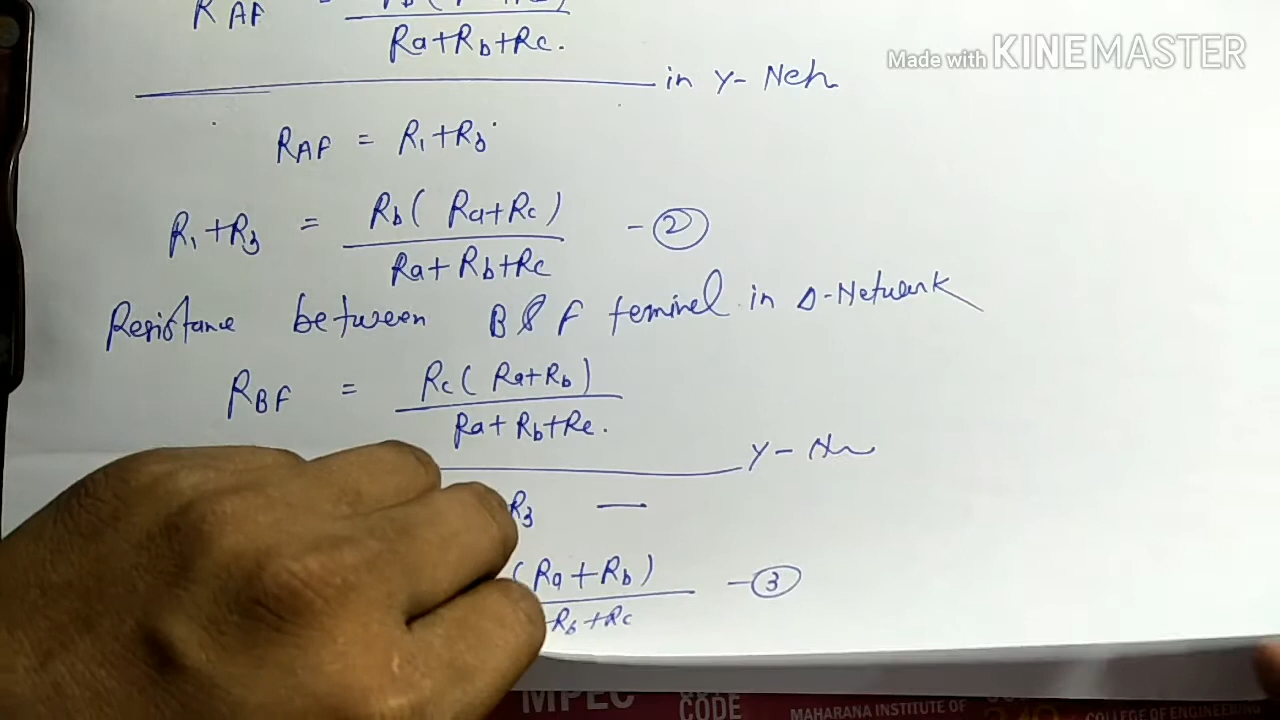 R AF =
Ra+Rb+Rc.
Made with KINEMASTER
in Y-
RAF = R1+R3.
R1+R3 = Rb( Ra+Rc) / Ra+Rb+Rc -②
Resistance between B & F teminel in Δ-Network
RBF = Rc( Ra+Rb) / Ra+Rb+Rc.
Y-
R3 —
(Ra+Rb) / +Rb+Rc -③
MPEC CODE MAHARANA INSTITUTE OF
COLLEGE OF ENGINEERING